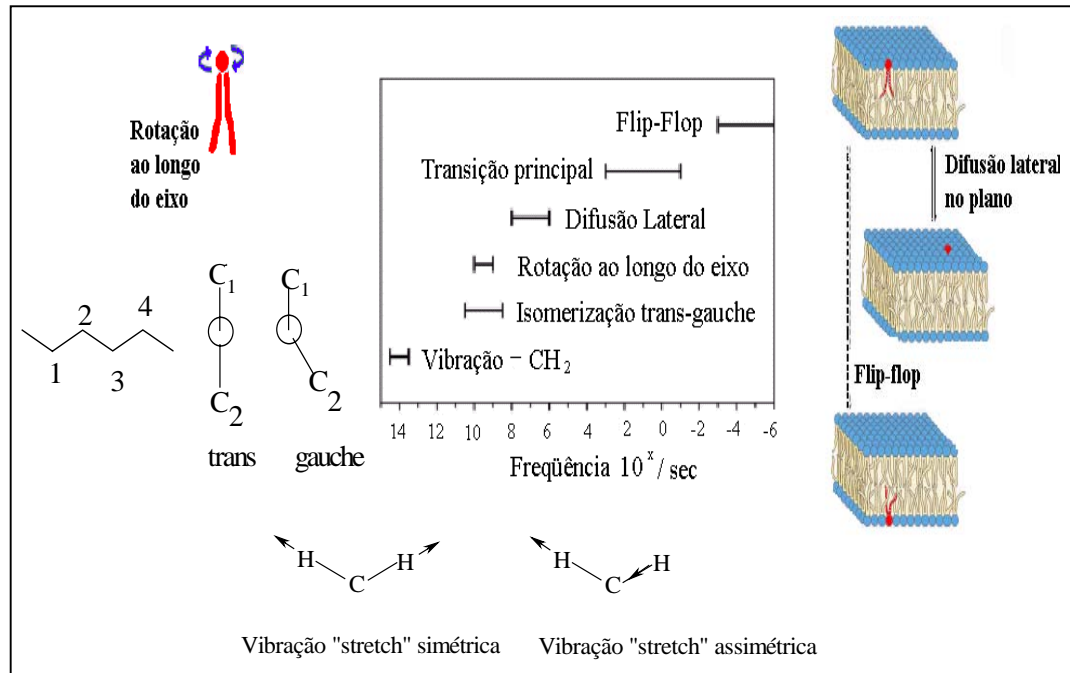 Rotação
ao longo
do eixo
Flip-Flop
Transição principal
Difusão Lateral
Rotação ao longo do eixo
Isomerização trans-gauche
Vibração - CH₂
14 12 10 8 6 4 2 0 -2 -4 -6
Freqüência 10ˣ/ sec
Difusão lateral
no plano
Flip-flop
2 4
1 3
C₁ C₁
C₂ C₂
trans gauche
H H
C
H H
C
Vibração "stretch" simétrica
Vibração "stretch" assimétrica